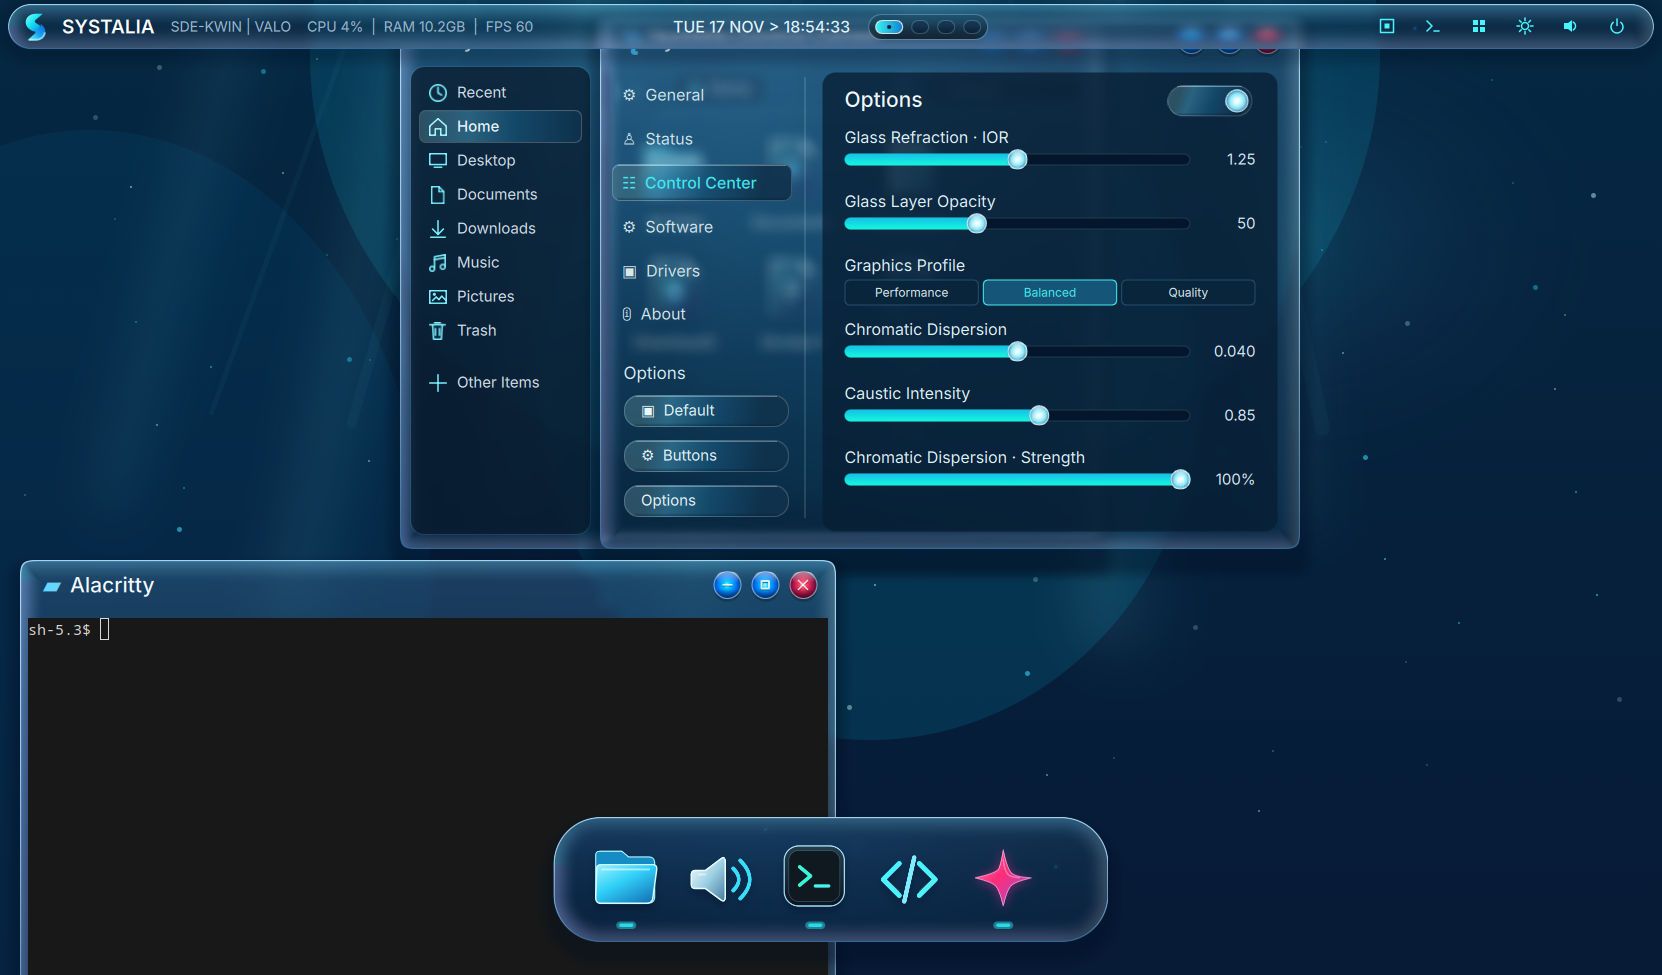 SYSTALIA SDE-KWIN | VALO CPU 4% | RAM 10.2GB | FPS 60 TUE 17 NOV > 18:54:33
Recent
Home
Desktop
Documents
Downloads
Music
Pictures
Trash
Other Items
General
Status
Control Center
Software
Drivers
About
Options
Default
Buttons
Options
Options
Glass Refraction · IOR
1.25
Glass Layer Opacity
50
Graphics Profile
Performance Balanced Quality
Chromatic Dispersion
0.040
Caustic Intensity
0.85
Chromatic Dispersion · Strength
100%
Alacritty
sh-5.3$